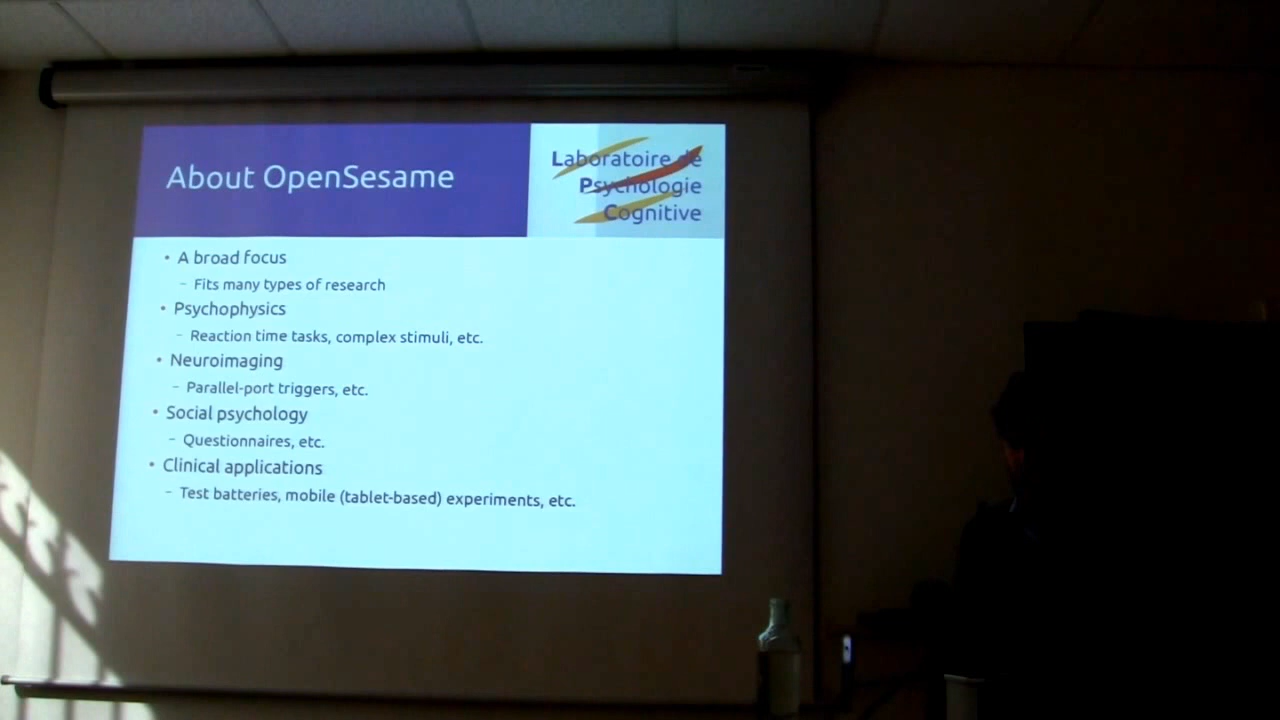 About OpenSesame
Laboratoire de
Psychologie
Cognitive
• A broad focus
– Fits many types of research
• Psychophysics
– Reaction time tasks, complex stimuli, etc.
• Neuroimaging
– Parallel-port triggers, etc.
• Social psychology
– Questionnaires, etc.
• Clinical applications
– Test batteries, mobile (tablet-based) experiments, etc.